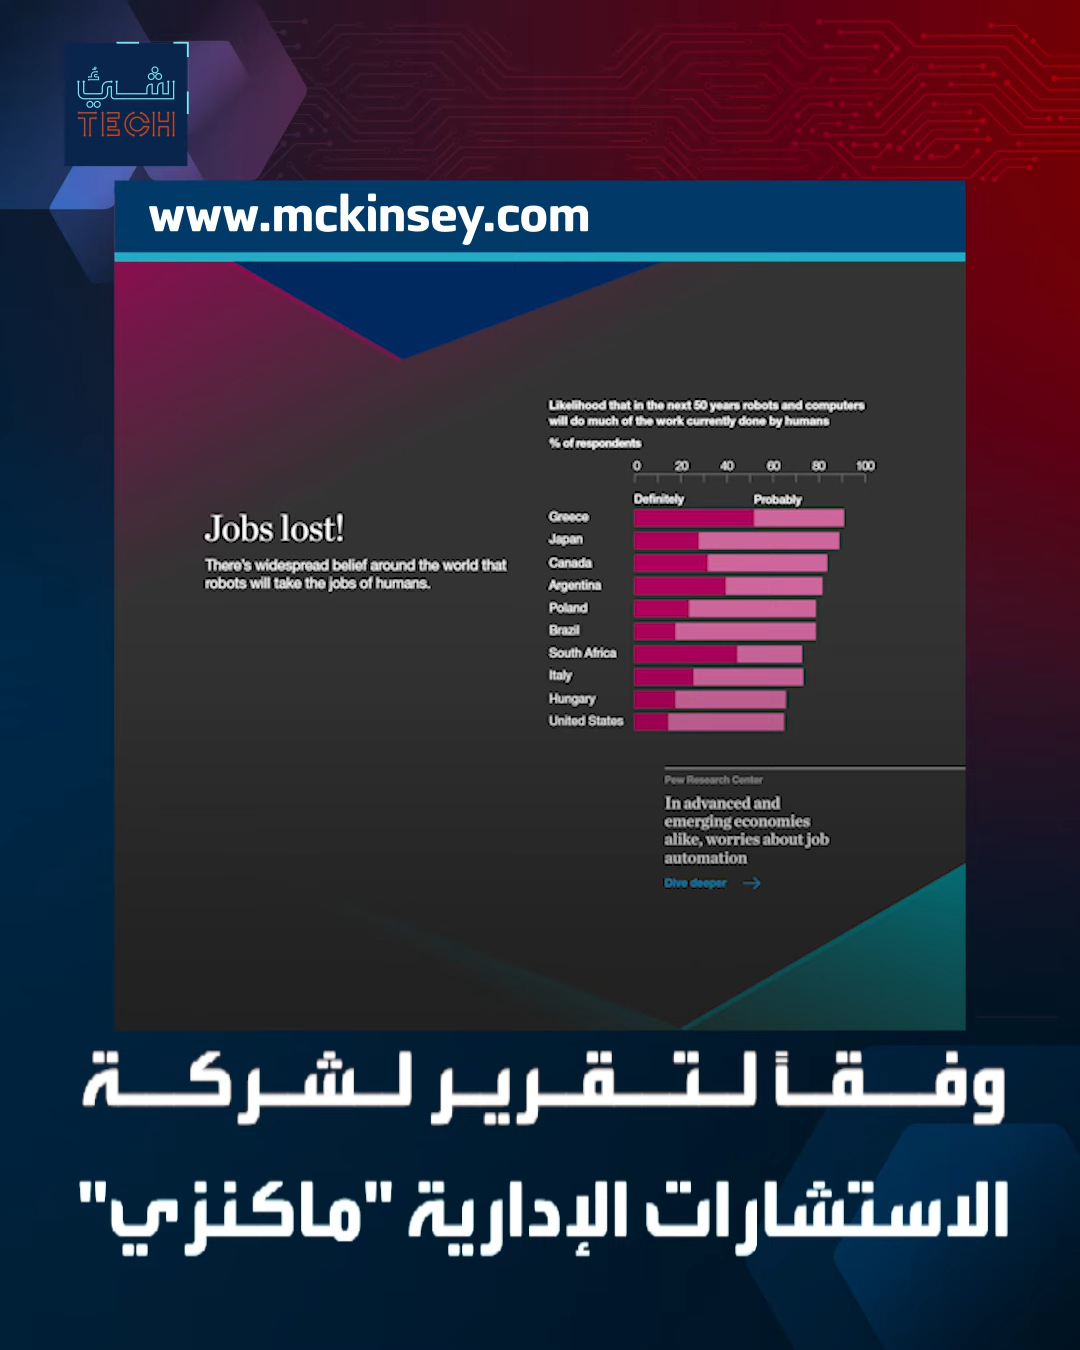 شيء
TECH
www.mckinsey.com
Likelihood that in the next 50 years robots and computers
will do much of the work currently done by humans
% of respondents
0 20 40 60 80 100
Definitely Probably
Greece
Japan
Canada
Argentina
Poland
Brazil
South Africa
Italy
Hungary
United States
Jobs lost!
There's widespread belief around the world that
robots will take the jobs of humans.
Pew Research Center
In advanced and
emerging economies
alike, worries about job
automation
Dive deeper →
وفقاً لتقرير لشركة
الاستشارات الإدارية "ماكنزي"